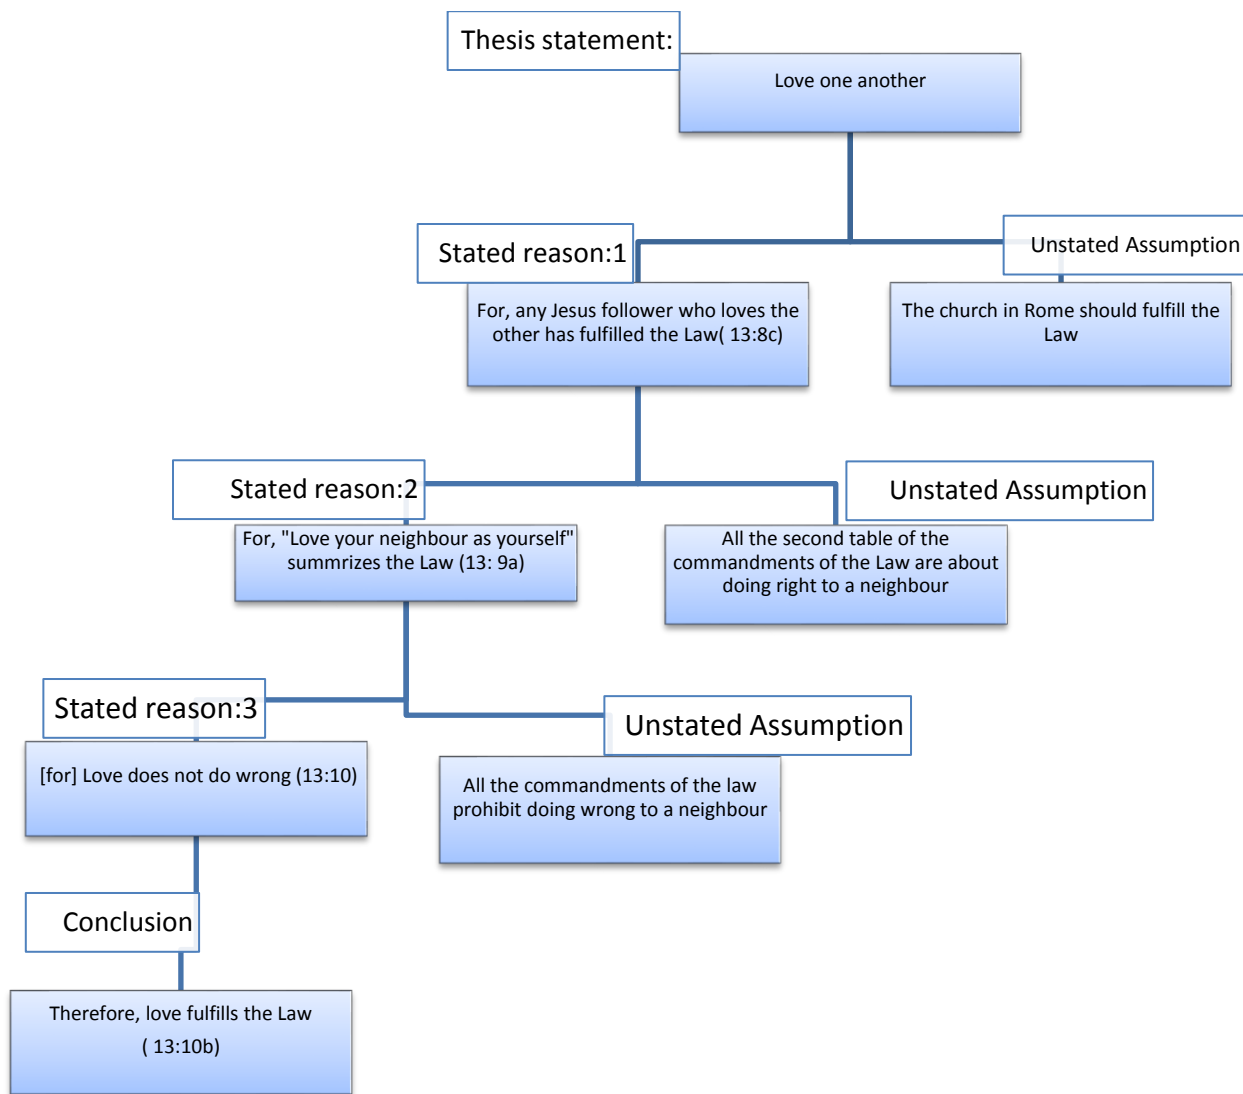 Thesis statement:
Love one another
Stated reason:1
Unstated Assumption
For, any Jesus follower who loves the
other has fulfilled the Law( 13:8c)
The church in Rome should fulfill the
Law
Stated reason:2
Unstated Assumption
For, "Love your neighbour as yourself"
summrizes the Law (13: 9a)
All the second table of the
commandments of the Law are about
doing right to a neighbour
Stated reason:3
Unstated Assumption
[for] Love does not do wrong (13:10)
All the commandments of the law
prohibit doing wrong to a neighbour
Conclusion
Therefore, love fulfills the Law
( 13:10b)